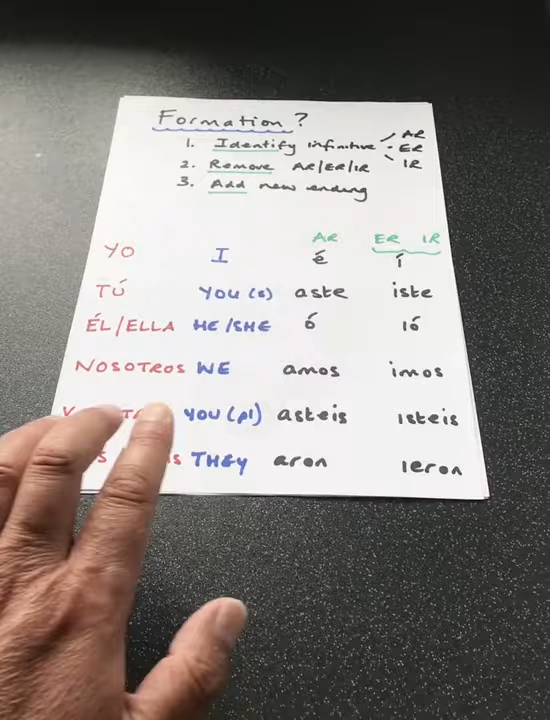 Formation?
1. Identify infinitive AR
ER
IR
2. Remove AR/ER/IR
3. Add new ending
AR ER IR
YO I é í
TÚ YOU (s) aste iste
ÉL/ELLA HE/SHE ó ió
NOSOTROS WE amos imos
YOU (pl) asteis isteis
THEY aron ieron